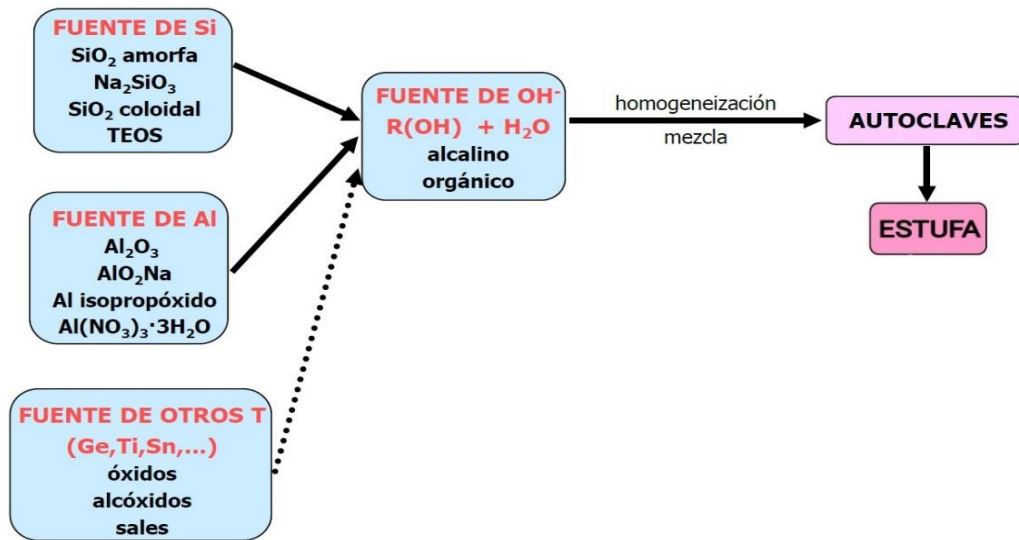 FUENTE DE Si
SiO₂ amorfa
Na₂SiO₃
SiO₂ coloidal
TEOS
FUENTE DE Al
Al₂O₃
AlO₂Na
Al isopropóxido
Al(NO₃)₃·3H₂O
FUENTE DE OTROS T
(Ge,Ti,Sn,...)
óxidos
alcóxidos
sales
FUENTE DE OH⁻
R(OH) + H₂O
alcalino
orgánico
homogeneización
mezcla
AUTOCLAVES
ESTUFA